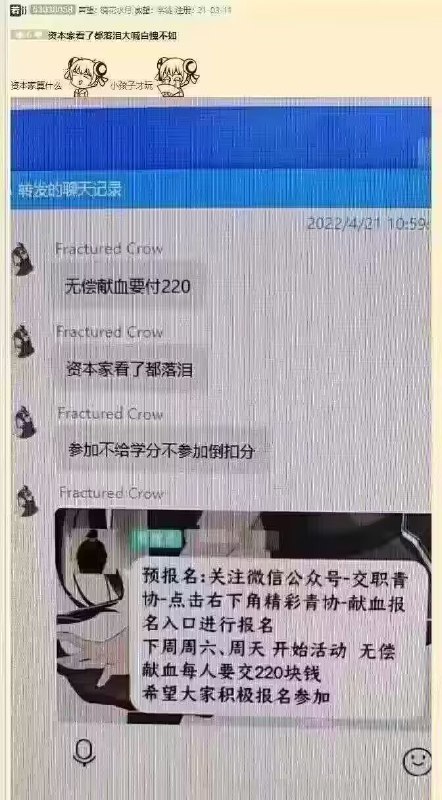 资本家看了都落泪大喊自愧不如
资本家算什么 小孩子才玩
转发的聊天记录
2022/4/21 10:59:
Fractured Crow
无偿献血要付220
Fractured Crow
资本家看了都落泪
Fractured Crow
参加不给学分不参加倒扣分
Fractured Crow
预报名:关注微信公众号-交职青
协-点击右下角精彩青协-献血报
名入口进行报名
下周周六、周天 开始活动 无偿
献血每人要交220块钱
希望大家积极报名参加